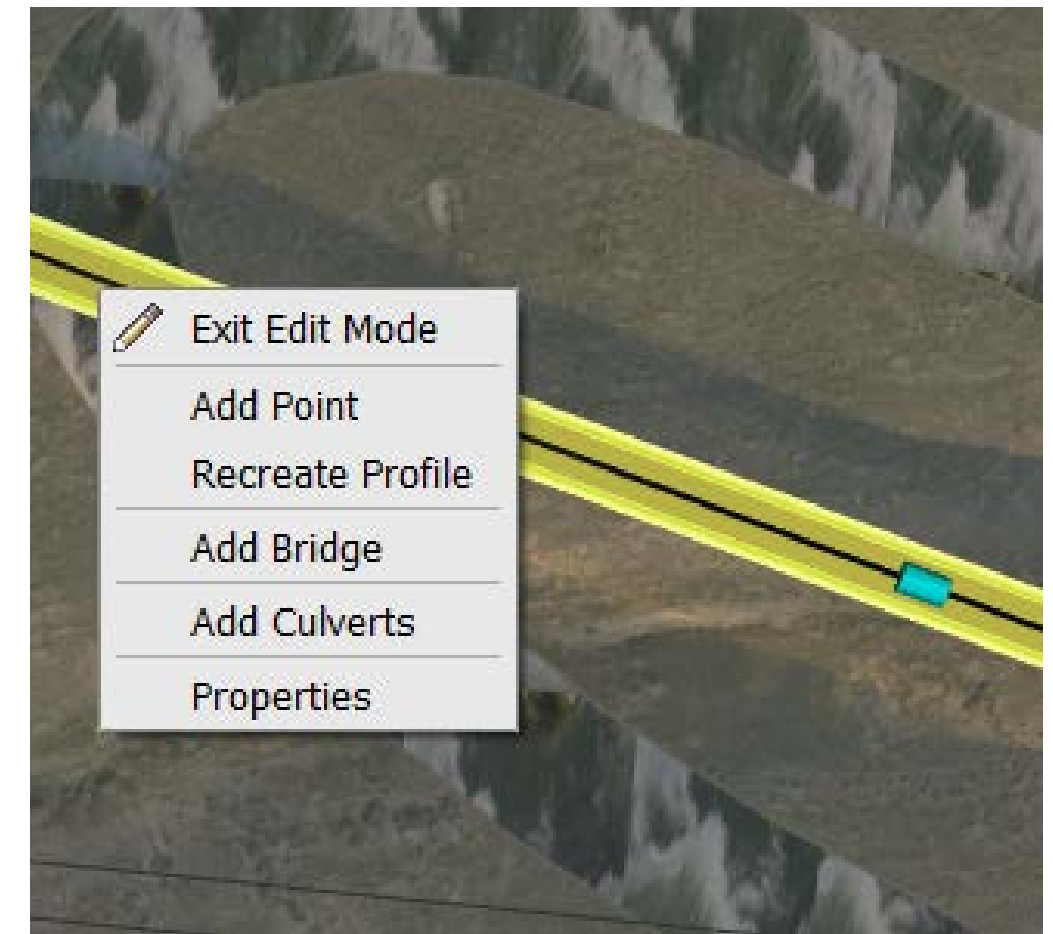 Exit Edit Mode
Add Point
Recreate Profile
Add Bridge
Add Culverts
Properties